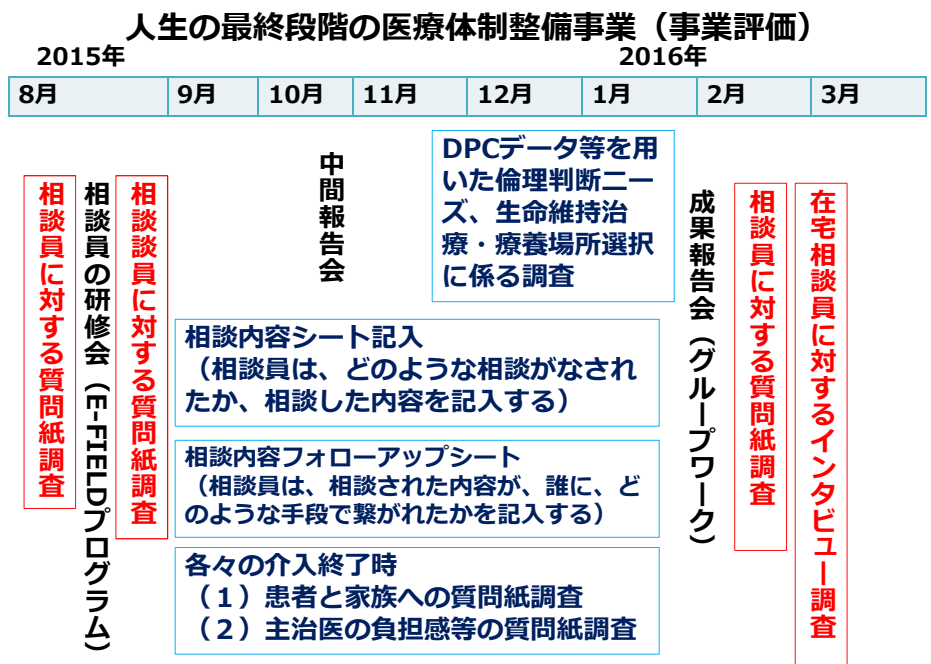 人生の最終段階の医療体制整備事業（事業評価）
2015年
2016年
8月
9月
10月
11月
12月
1月
2月
3月
相談員に対する質問紙調査
相談員の研修会（E-FIELDプログラム）
相談談員に対する質問紙調査
中間報告会
DPCデータ等を用
いた倫理判断ニー
ズ、生命維持治
療・療養場所選択
に係る調査
相談内容シート記入
（相談員は、どのような相談がなされ
たか、相談した内容を記入する）
相談内容フォローアップシート
（相談員は、相談された内容が、誰に、ど
のような手段で繋がれたかを記入する）
各々の介入終了時
（１）患者と家族への質問紙調査
（２）主治医の負担感等の質問紙調査
成果報告会（グループワーク）
相談員に対する質問紙調査
在宅相談員に対するインタビュー調査